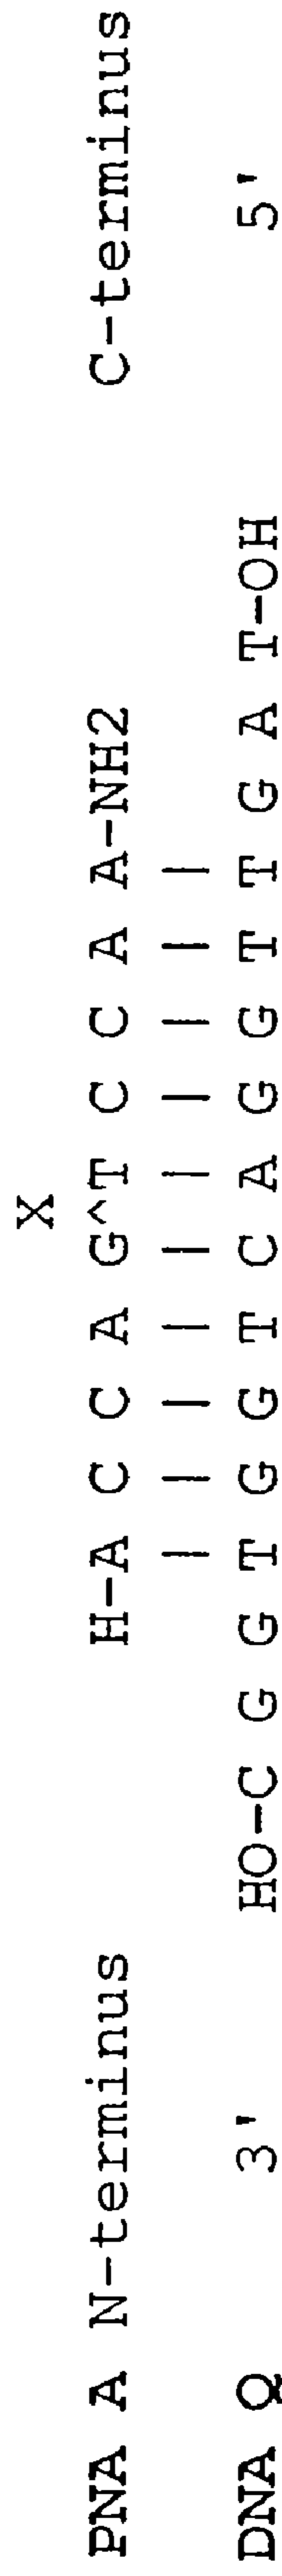 X
PNA A N-terminus H-A C C A G^T C C A A-NH2 C-terminus
| | | | | | | | | |
DNA Q 3' HO-C G G T G G T C A G G T T G A T-OH 5'